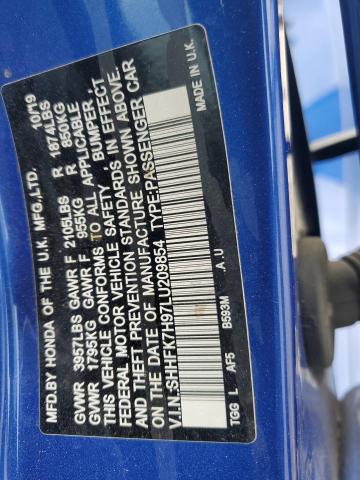 MFD.BY HONDA OF THE U.K. MFG.,LTD. 10/19
GVWR 3957LBS GAWR F 2105LBS R 1874LBS
GVWR 1795KG GAWR F 955KG R 850KG
THIS VEHICLE CONFORMS TO ALL APPLICABLE
FEDERAL MOTOR VEHICLE SAFETY, BUMPER,
AND THEFT PREVENTION STANDARDS IN EFFECT
ON THE DATE OF MANUFACTURE SHOWN ABOVE.
V.I.N.:SHHFK7H97LU209854 TYPE:PASSENGER CAR
B593M .A .U MADE IN U.K.
TGG L AF5